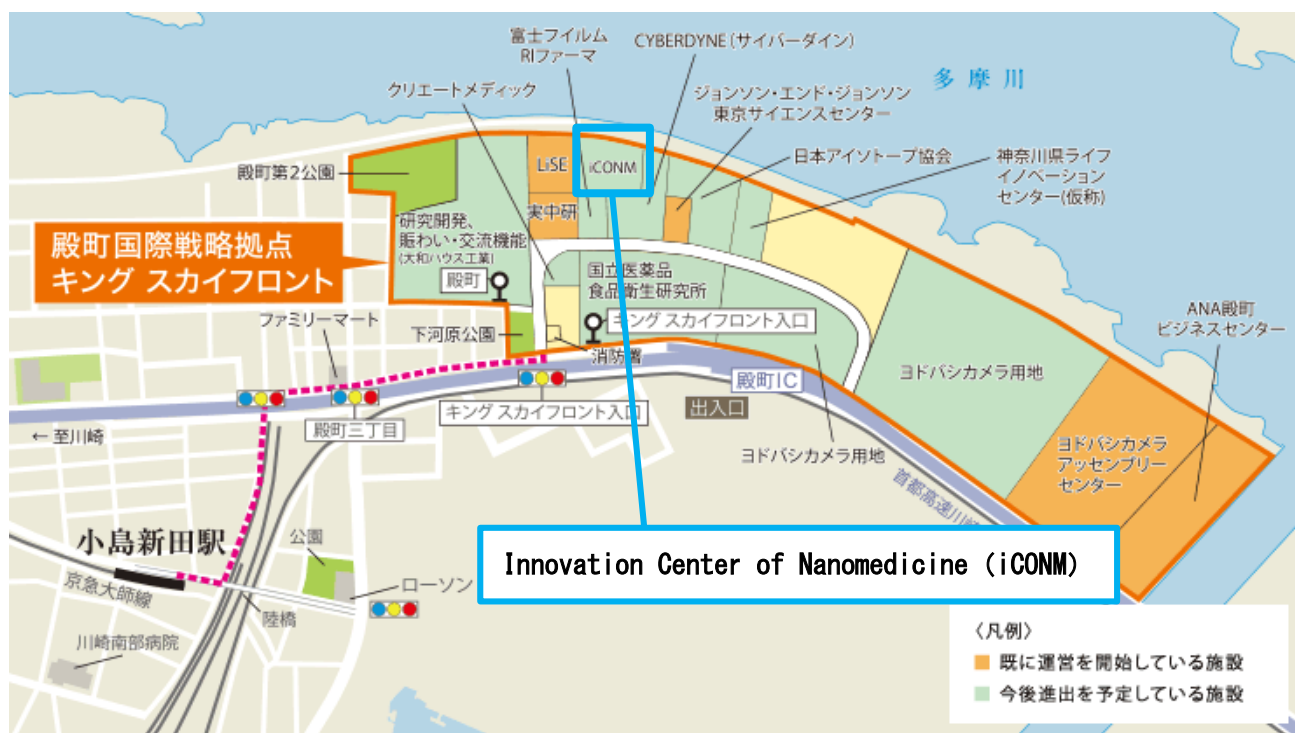 富士フイルム
RIファーマ
CYBERDYNE(サイバーダイン)
多摩川
クリエートメディック
ジョンソン・エンド・ジョンソン
東京サイエンスセンター
殿町第2公園
LiSE
iCONM
日本アイソトープ協会
神奈川県ライフ
イノベーション
センター(仮称)
実中研
研究開発、
賑わい・交流機能
(大和ハウス工業)
殿町国際戦略拠点
キング スカイフロント
殿町
国立医薬品
食品衛生研究所
ANA殿町
ビジネスセンター
ファミリーマート
下河原公園
キング スカイフロント入口
消防署
殿町IC
ヨドバシカメラ用地
キング スカイフロント入口
出入口
殿町三丁目
← 至川崎
ヨドバシカメラ用地
ヨドバシカメラ
アッセンブリー
センター
首都高速川崎
小島新田駅
公園
Innovation Center of Nanomedicine (iCONM)
京急大師線
ローソン
陸橋
川崎南部病院
〈凡例〉
既に運営を開始している施設
今後進出を予定している施設